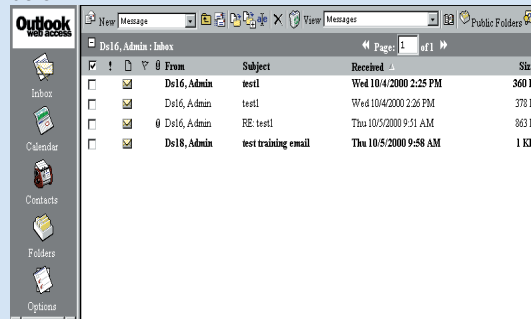 Outlook
web access
New Message View Messages Public Folders
Ds16, Admin : Inbox Page: 1 of 1
! From Subject Received
Ds16, Admin test1 Wed 10/4/2000 2:25 PM 360
Ds16, Admin test1 Wed 10/4/2000 2:26 PM 378
Ds16, Admin RE: test1 Thu 10/5/2000 9:51 AM 863
Ds18, Admin test training email Thu 10/5/2000 9:58 AM 1
Inbox
Calendar
Contacts
Folders
Options